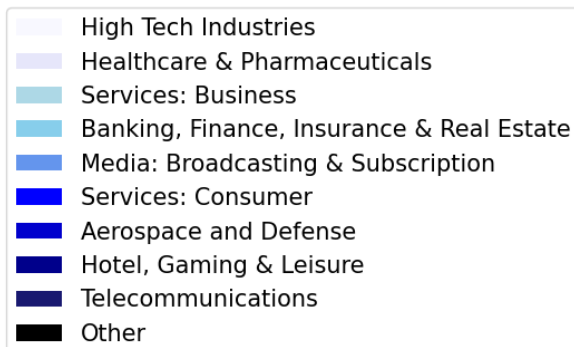 High Tech Industries
Healthcare & Pharmaceuticals
Services: Business
Banking, Finance, Insurance & Real Estate
Media: Broadcasting & Subscription
Services: Consumer
Aerospace and Defense
Hotel, Gaming & Leisure
Telecommunications
Other